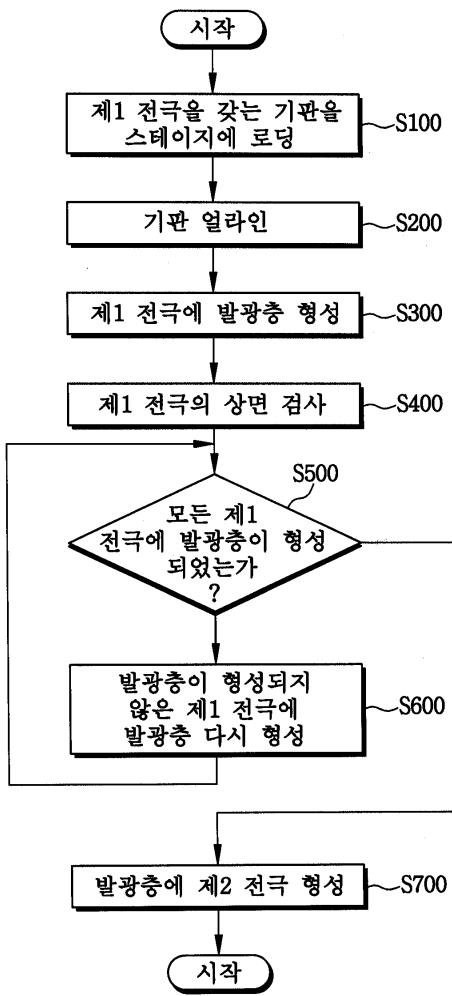 시작
제1 전극을 갖는 기판을
스테이지에 로딩
S100
기판 얼라인
S200
제1 전극에 발광층 형성
S300
제1 전극의 상면 검사
S400
S500
모든 제1
전극에 발광층이 형성
되었는가
?
발광층이 형성되지
않은 제1 전극에
발광층 다시 형성
S600
발광층에 제2 전극 형성
S700
시작